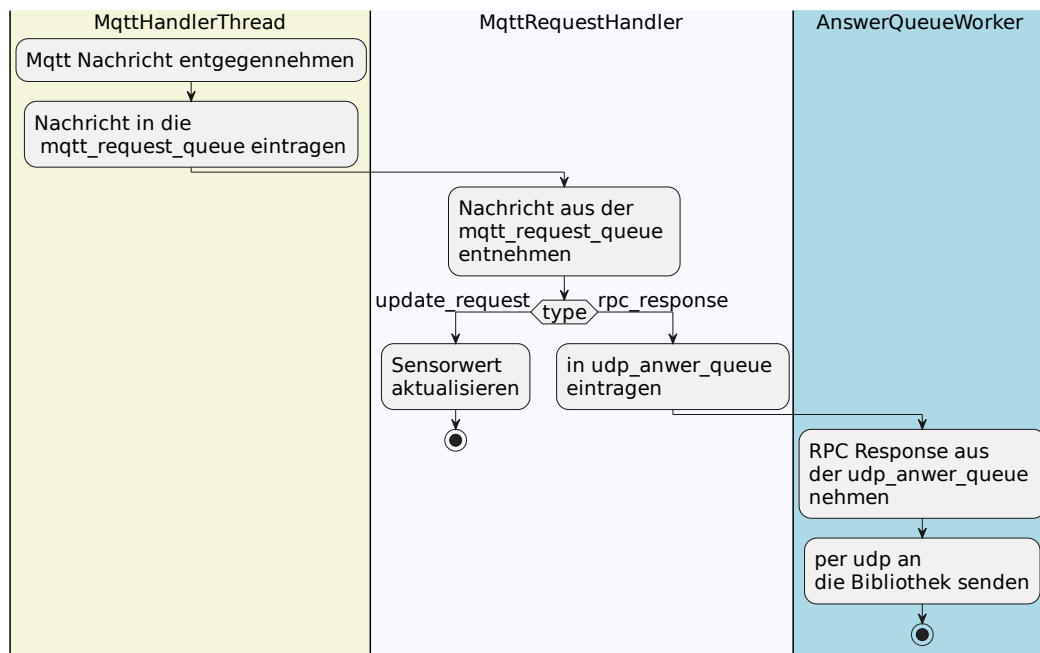 MqttHandlerThread
MqttRequestHandler
AnswerQueueWorker
Mqtt Nachricht entgegennehmen
Nachricht in die
mqtt_request_queue eintragen
Nachricht aus der
mqtt_request_queue
entnehmen
update_request
type
rpc_response
Sensorwert
aktualisieren
in udp_anwer_queue
eintragen
RPC Response aus
der udp_anwer_queue
nehmen
per udp an
die Bibliothek senden